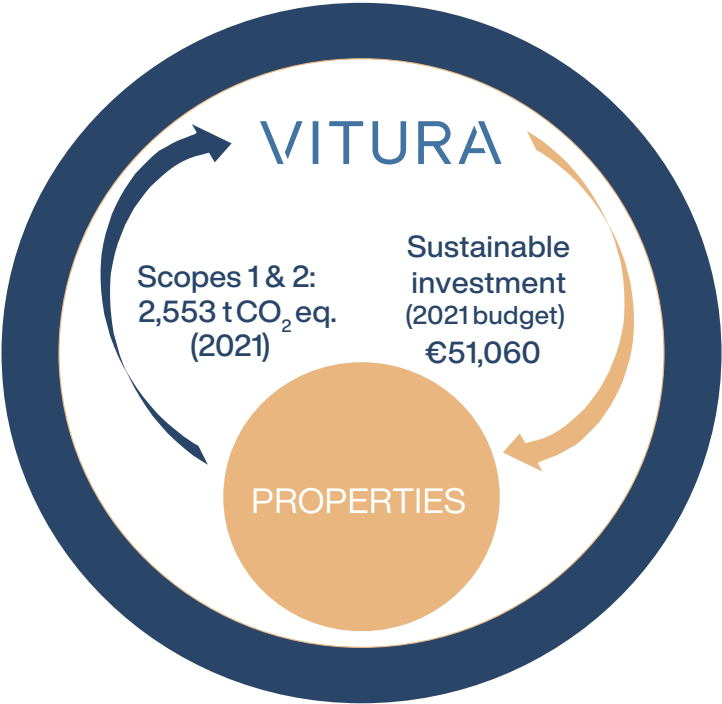 VITURA
Scopes 1 & 2:
2,553 t CO₂ eq.
(2021)
Sustainable
investment
(2021 budget)
€51,060
PROPERTIES